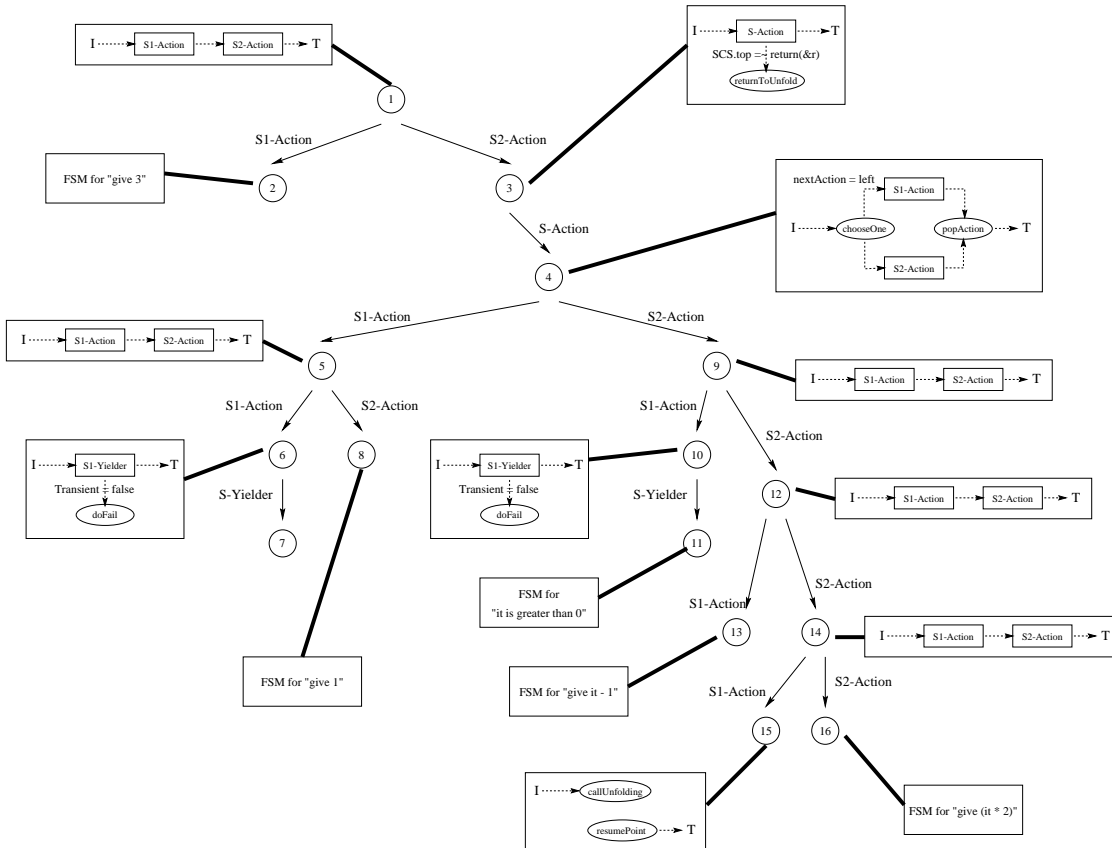 I S1-Action S2-Action T
I S-Action T
SCS.top =~ return(&r)
returnToUnfold
1
S1-Action
S2-Action
FSM for "give 3"
2
3
nextAction = left
S1-Action
I chooseOne popAction T
S2-Action
S-Action
4
S1-Action
S2-Action
I S1-Action S2-Action T
5
9
I S1-Action S2-Action T
S1-Action
S2-Action
S1-Action
S2-Action
I S1-Yielder T
Transient = false
doFail
6
8
I S1-Yielder T
Transient = false
doFail
10
S-Yielder
S-Yielder
12
I S1-Action S2-Action T
7
11
FSM for
"it is greater than 0"
S1-Action
S2-Action
13
14
I S1-Action S2-Action T
FSM for "give 1"
FSM for "give it - 1"
S1-Action
S2-Action
15
16
I callUnfolding
resumePoint T
FSM for "give (it * 2)"